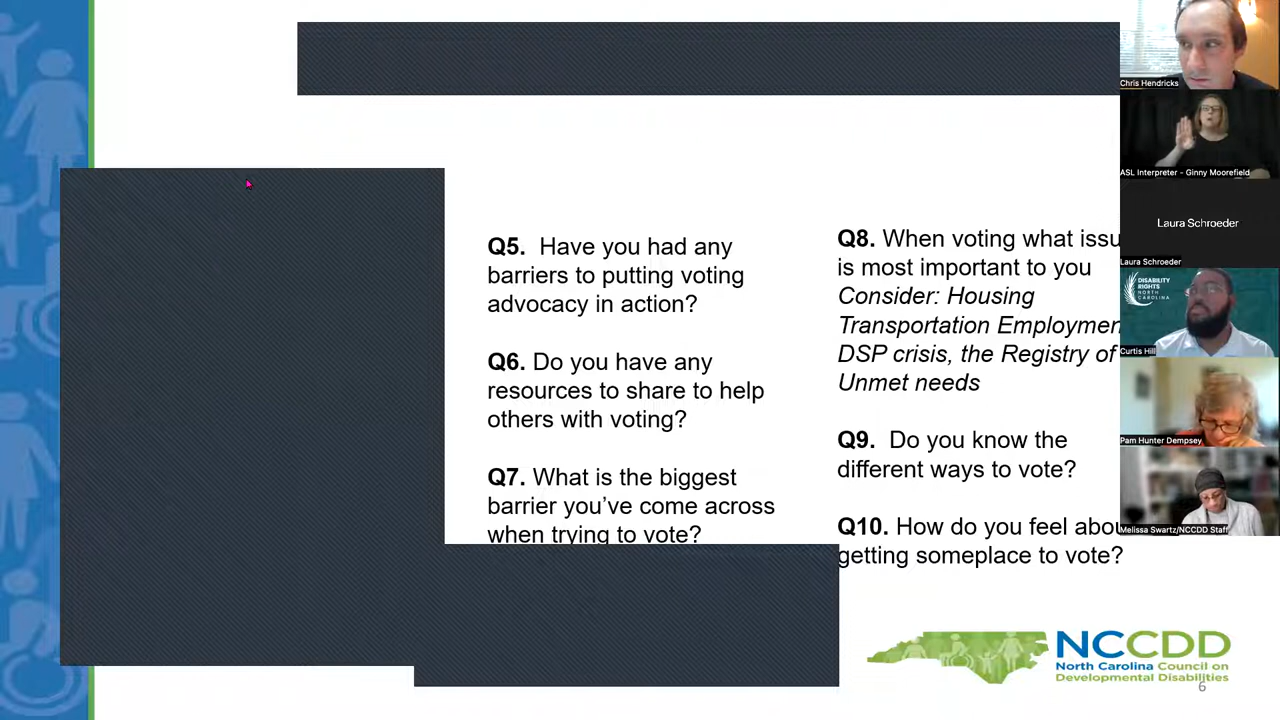 Q5. Have you had any
barriers to putting voting
advocacy in action?
Q6. Do you have any
resources to share to help
others with voting?
Q7. What is the biggest
barrier you’ve come across
when trying to vote?
Q8. When voting what issu
is most important to you
Consider: Housing
Transportation Employmen
DSP crisis, the Registry of
Unmet needs
Q9. Do you know the
different ways to vote?
Q10. How do you feel abou
getting someplace to vote?
NCCDD
North Carolina Council on
Developmental Disabilities
6
Chris Hendricks
ASL Interpreter - Ginny Moorefield
Laura Schroeder
Laura Schroeder
DISABILITY
RIGHTS
NORTH
CAROLINA
Curtis Hill
Pam Hunter Dempsey
Melissa Swartz/NCCDD Staff